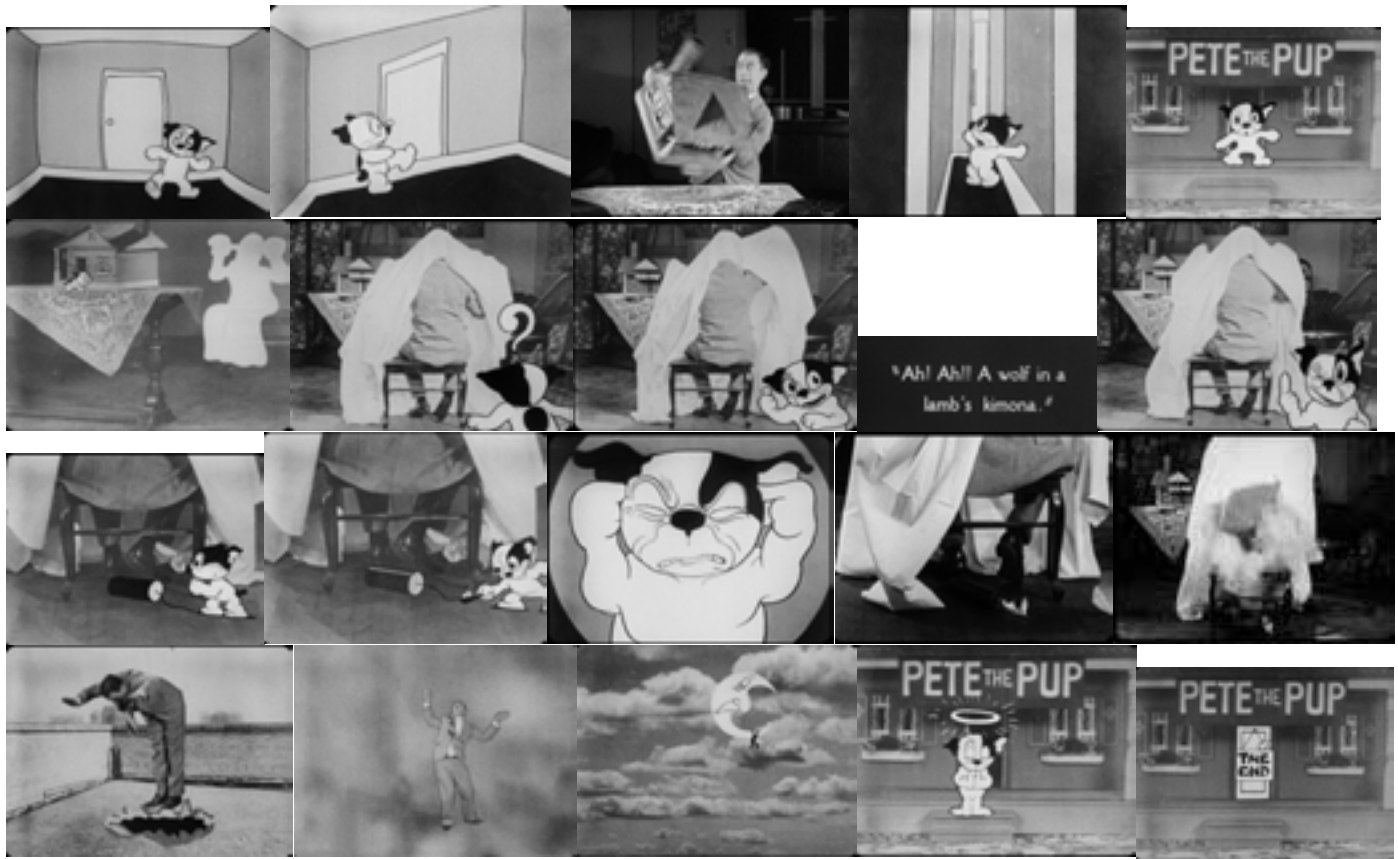 PETE THE PUP
?
"Ah! Ah!! A wolf in a
lamb's kimona."
PETE THE PUP
PETE THE PUP
THE
END